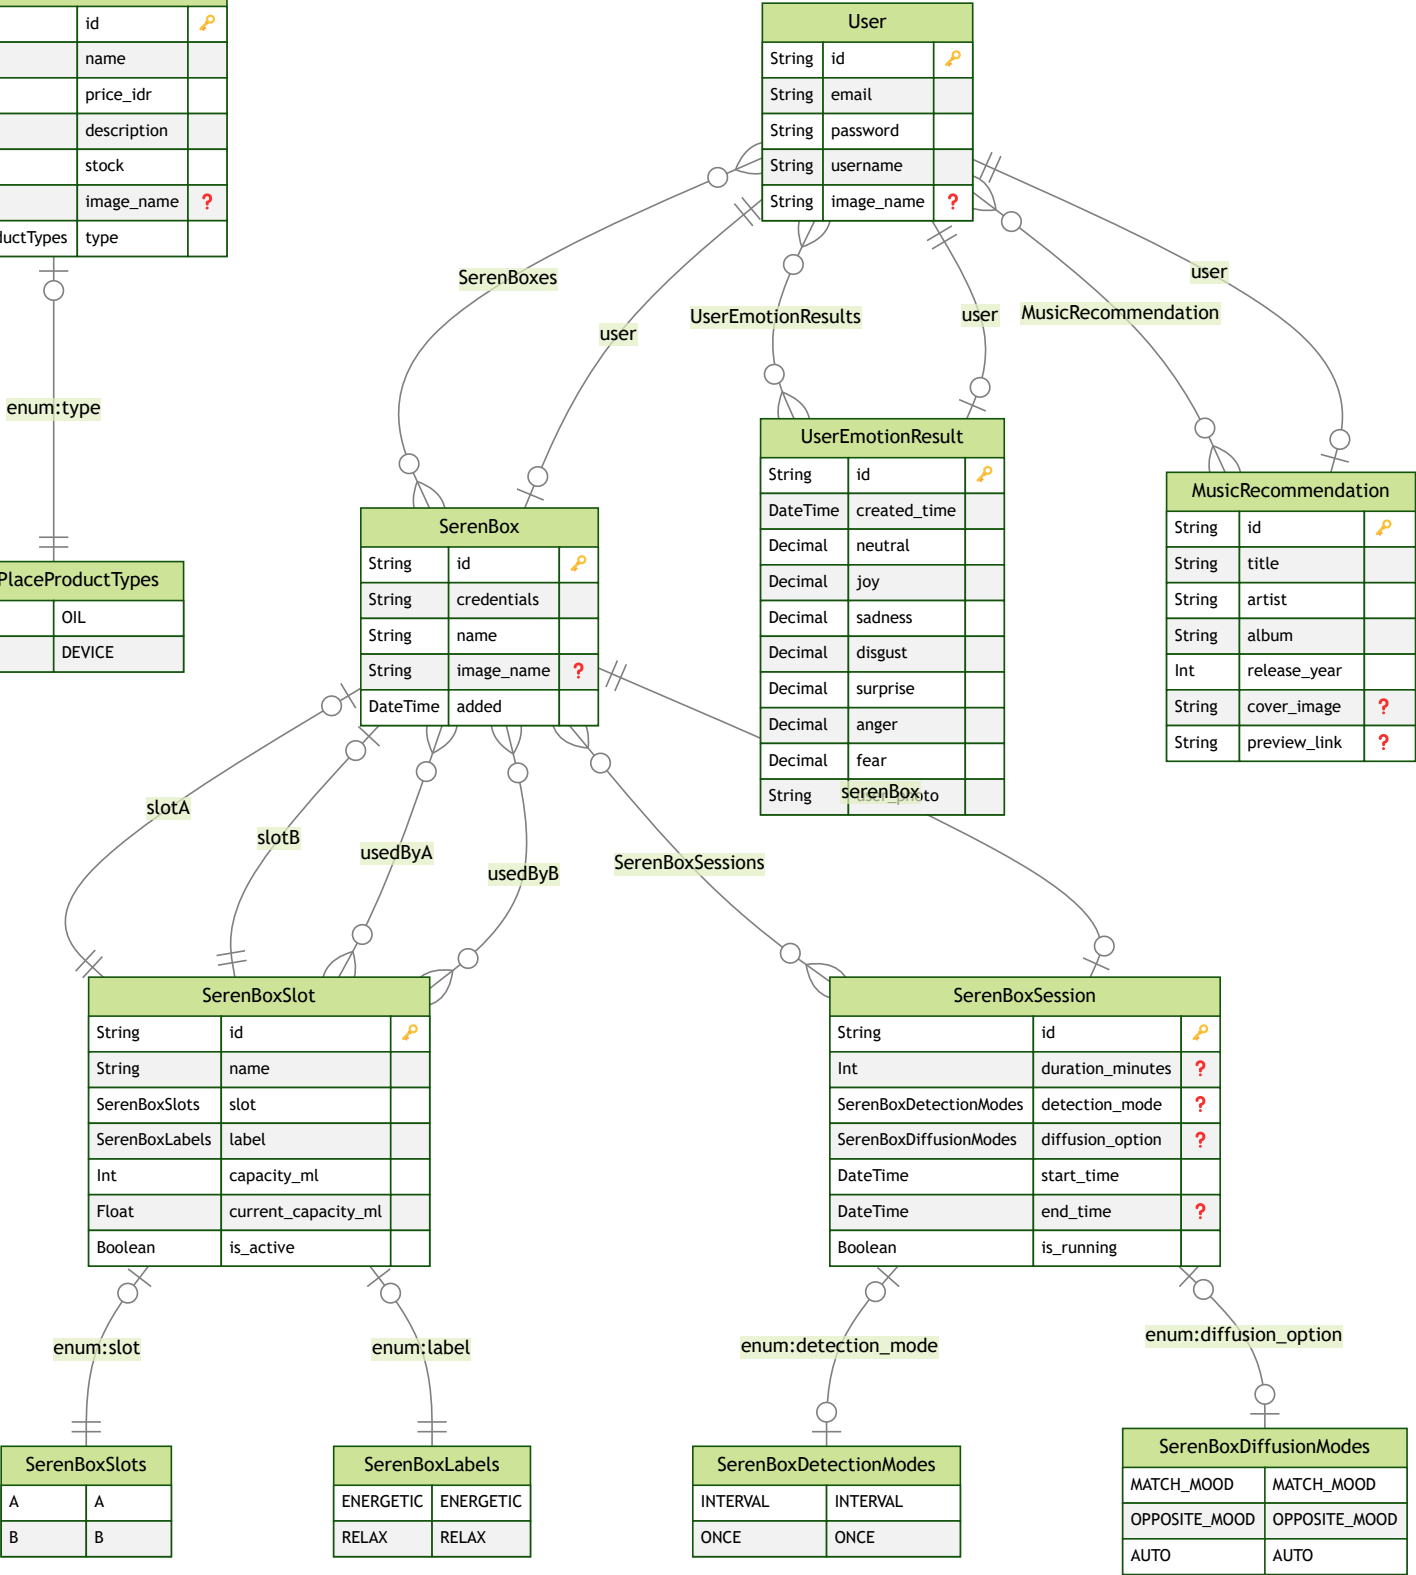 id
name
price_idr
description
stock
image_name ?
type
enum:type
PlaceProductTypes
OIL
DEVICE
User
String id
String email
String password
String username
String image_name ?
SerenBoxes
user
UserEmotionResults
user
MusicRecommendation
user
UserEmotionResult
String id
DateTime created_time
Decimal neutral
Decimal joy
Decimal sadness
Decimal disgust
Decimal surprise
Decimal anger
Decimal fear
String
serenBox
MusicRecommendation
String id
String title
String artist
String album
Int release_year
String cover_image ?
String preview_link ?
SerenBox
String id
String credentials
String name
String image_name ?
DateTime added
slotA
slotB
usedByA
usedByB
SerenBoxSessions
SerenBoxSlot
String id
String name
SerenBoxSlots slot
SerenBoxLabels label
Int capacity_ml
Float current_capacity_ml
Boolean is_active
SerenBoxSession
String id
Int duration_minutes ?
SerenBoxDetectionModes detection_mode ?
SerenBoxDiffusionModes diffusion_option ?
DateTime start_time
DateTime end_time ?
Boolean is_running
enum:slot
enum:label
enum:detection_mode
enum:diffusion_option
SerenBoxSlots
A A
B B
SerenBoxLabels
ENERGETIC ENERGETIC
RELAX RELAX
SerenBoxDetectionModes
INTERVAL INTERVAL
ONCE ONCE
SerenBoxDiffusionModes
MATCH_MOOD MATCH_MOOD
OPPOSITE_MOOD OPPOSITE_MOOD
AUTO AUTO